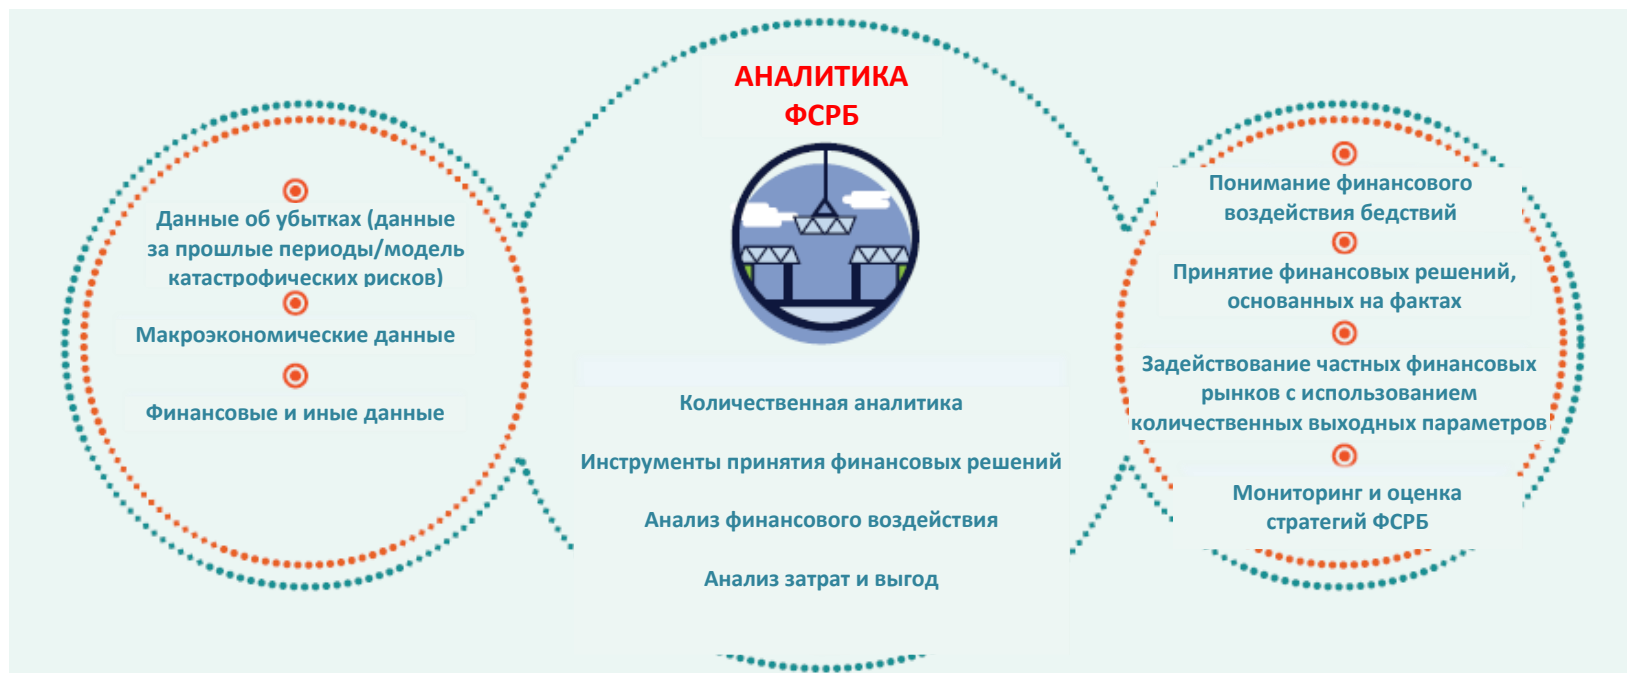 АНАЛИТИКА
ФСРБ
Данные об убытках (данные
за прошлые периоды/модель
катастрофических рисков)
Макроэкономические данные
Финансовые и иные данные
Количественная аналитика
Инструменты принятия финансовых решений
Анализ финансового воздействия
Анализ затрат и выгод
Понимание финансового
воздействия бедствий
Принятие финансовых решений,
основанных на фактах
Задействование частных финансовых
рынков с использованием
количественных выходных параметров
Мониторинг и оценка
стратегий ФСРБ